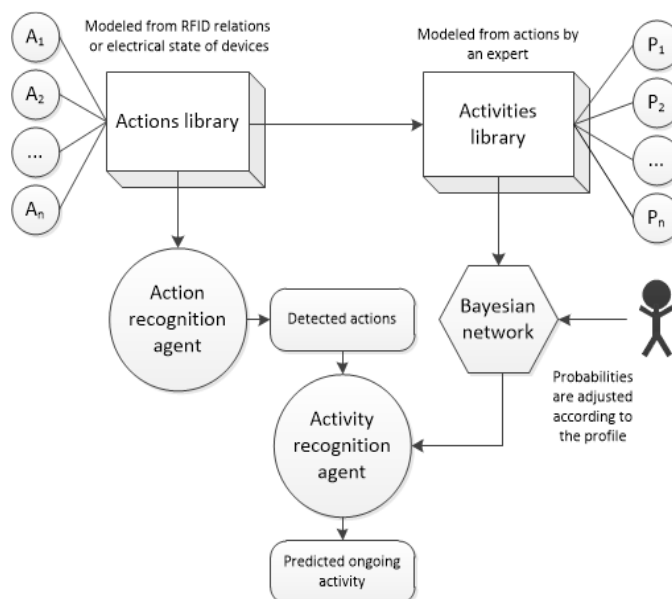 Modeled from RFID relations
or electrical state of devices
A1
A2
...
An
Actions library
Modeled from actions by
an expert
Activities
library
P1
P2
...
Pn
Action
recognition
agent
Detected actions
Bayesian
network
Probabilities
are adjusted
according to
the profile
Activity
recognition
agent
Predicted ongoing
activity